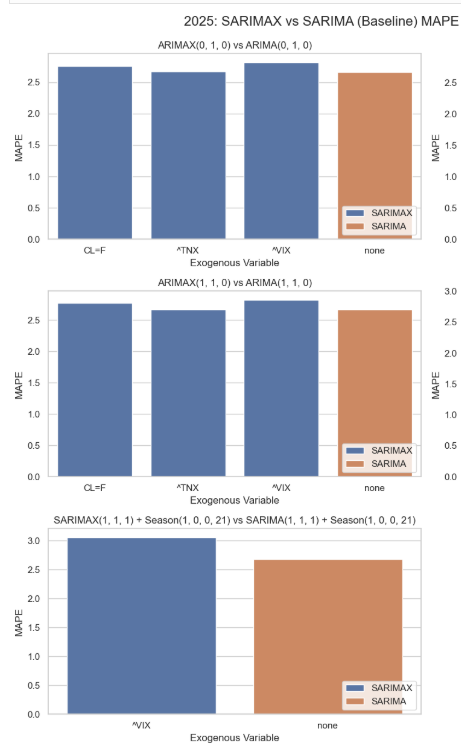 2025: SARIMAX vs SARIMA (Baseline) MAPE
ARIMAX(0, 1, 0) vs ARIMA(0, 1, 0)
2.5
2.0
1.5
1.0
0.5
0.0
MAPE
CL=F
^TNX
^VIX
none
Exogenous Variable
SARIMAX
SARIMA
2.5
2.0
1.5
1.0
0.5
0.0
MAPE
ARIMAX(1, 1, 0) vs ARIMA(1, 1, 0)
2.5
2.0
1.5
1.0
0.5
0.0
MAPE
CL=F
^TNX
^VIX
none
Exogenous Variable
SARIMAX
SARIMA
3.0
2.5
2.0
1.5
1.0
0.5
0.0
MAPE
SARIMAX(1, 1, 1) + Season(1, 0, 0, 21) vs SARIMA(1, 1, 1) + Season(1, 0, 0, 21)
3.0
2.5
2.0
1.5
1.0
0.5
0.0
MAPE
^VIX
none
Exogenous Variable
SARIMAX
SARIMA